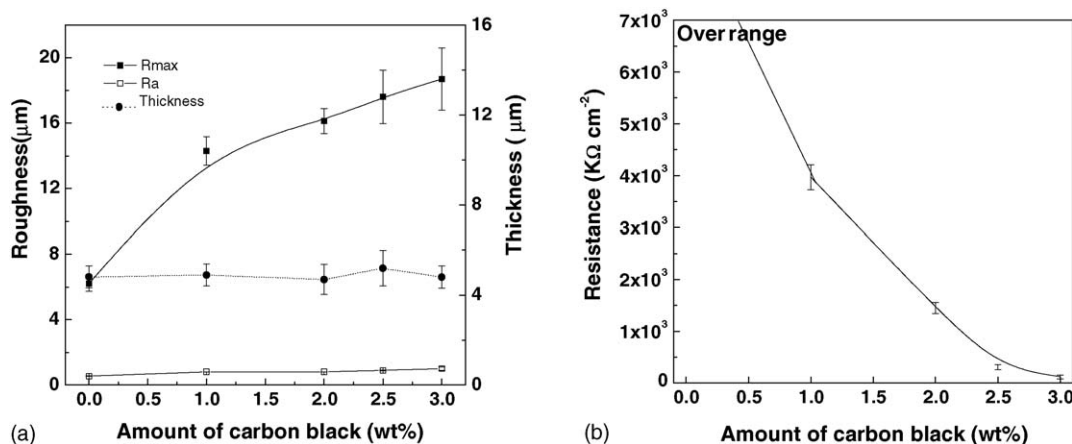 20
16
12
8
4
0
Roughness(μm)
Rmax
Ra
Thickness
16
12
8
4
0
Thickness ( μm)
0.0 0.5 1.0 1.5 2.0 2.5 3.0
(a) Amount of carbon black (wt%)
Over range
7x10³
6x10³
5x10³
4x10³
3x10³
2x10³
1x10³
0
Resistance (KΩ cm⁻²)
0.0 0.5 1.0 1.5 2.0 2.5 3.0
(b) Amount of carbon black (wt%)